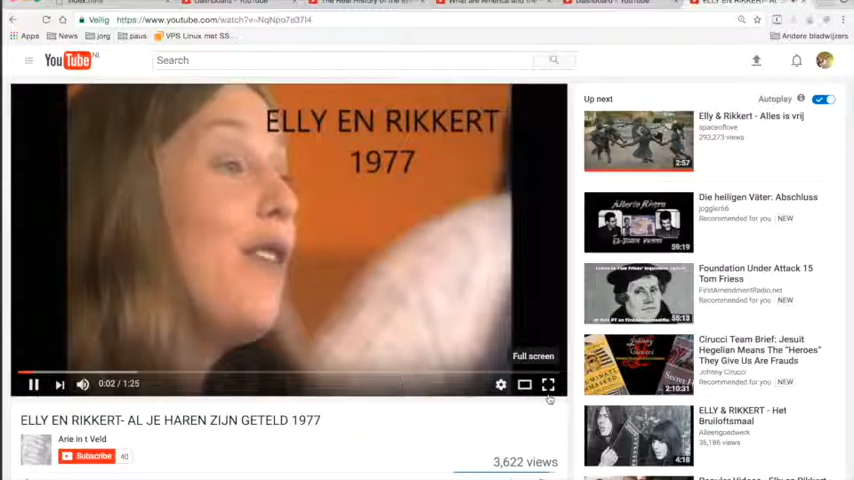 Veilig
https://www.youtube.com/watch?v=NqNpo7e37I4
Apps
News
jorg
paus
VPS Linux met SS...
Andere bladwijzers
YouTube NL
Search
ELLY EN RIKKERT
1977
Full screen
0:02 / 1:25
ELLY EN RIKKERT- AL JE HAREN ZIJN GETELD 1977
Arie in t Veld
Subscribe
40
3,622 views
Up next
Autoplay
Elly & Rikkert - Alles is vrij
spaceoflove
293,273 views
2:57
Die heiligen Väter: Abschluss
joggler66
Recommended for you NEW
Alberto Rivera
59:19
Foundation Under Attack 15
Tom Friess
FirstAmendmentRadio.net
Recommended for you NEW
55:13
Cirucci Team Brief: Jesuit
Hegelian Means The "Heroes"
They Give Us Are Frauds
Johnny Cirucci
Recommended for you NEW
2:10:31
ELLY & RIKKERT - Het
Bruiloftsmaal
Alleengoedwerk
35,186 views
4:18